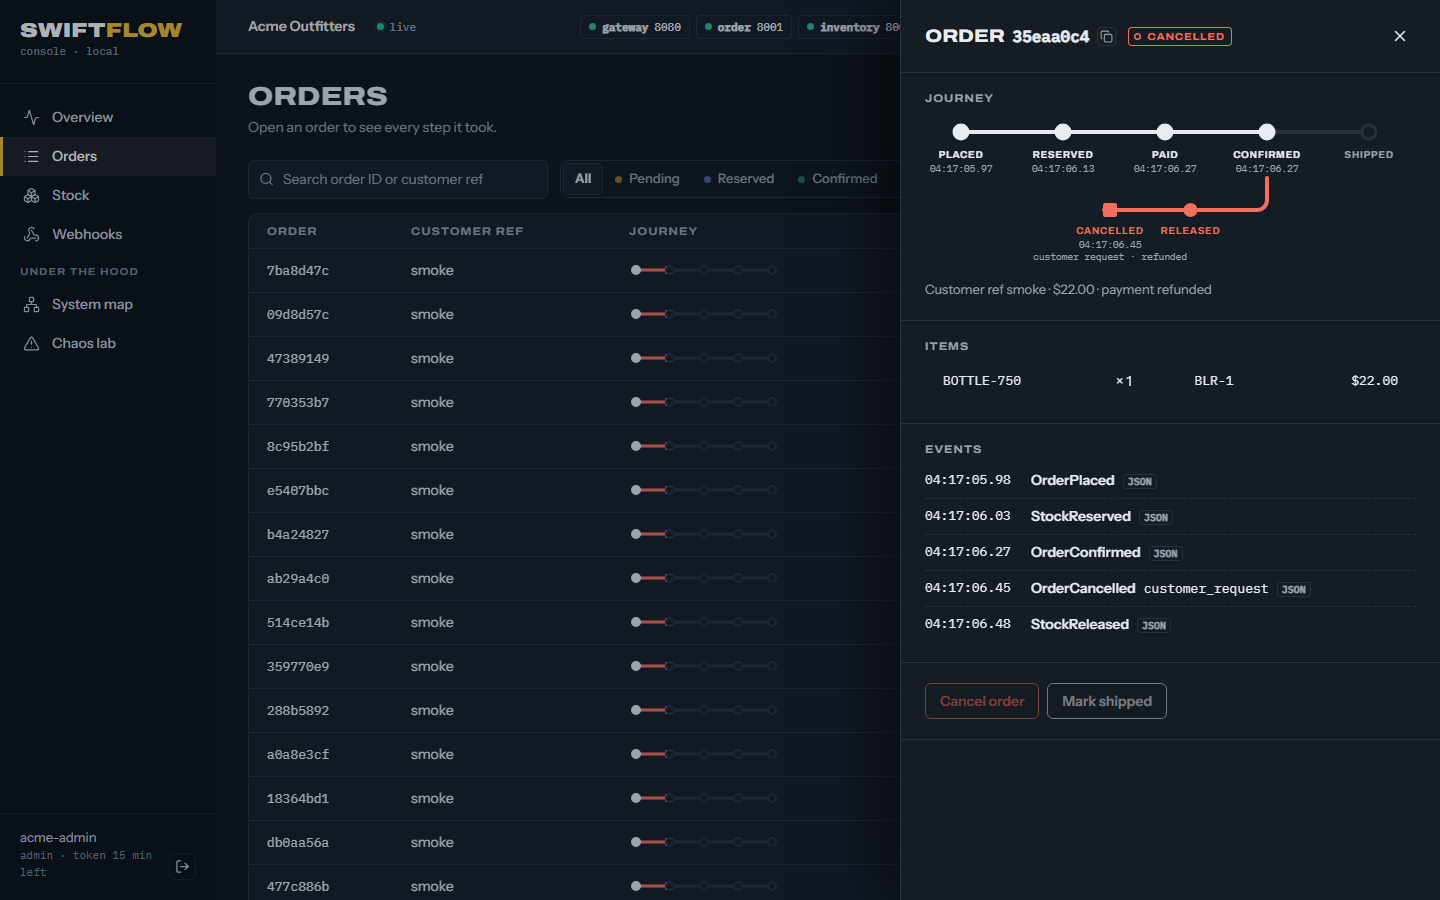 SWIFTFLOW
console · local
Overview
Orders
Stock
Webhooks
UNDER THE HOOD
System map
Chaos lab
acme-admin
admin · token 15 min
left
Acme Outfitters
live
gateway 8080
order 8001
inventory
ORDERS
Open an order to see every step it took.
Search order ID or customer ref
All
Pending
Reserved
Confirmed
ORDER CUSTOMER REF JOURNEY
7ba8d47c smoke
09d8d57c smoke
47389149 smoke
770353b7 smoke
8c95b2bf smoke
e5407bbc smoke
b4a24827 smoke
ab29a4c0 smoke
514ce14b smoke
359770e9 smoke
288b5892 smoke
a0a8e3cf smoke
18364bd1 smoke
db0aa56a smoke
477c886b smoke
ORDER 35eaa0c4
CANCELLED
JOURNEY
PLACED RESERVED PAID CONFIRMED SHIPPED
04:17:05.97 04:17:06.13 04:17:06.27 04:17:06.27
CANCELLED RELEASED
04:17:06.45
customer request · refunded
Customer ref smoke · $22.00 · payment refunded
ITEMS
BOTTLE-750 ×1 BLR-1 $22.00
EVENTS
04:17:05.98 OrderPlaced JSON
04:17:06.03 StockReserved JSON
04:17:06.27 OrderConfirmed JSON
04:17:06.45 OrderCancelled customer_request JSON
04:17:06.48 StockReleased JSON
Cancel order
Mark shipped